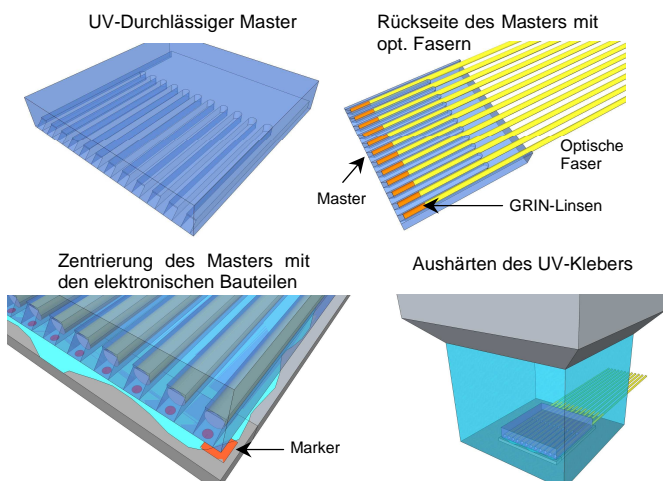 UV-Durchlässiger Master
Rückseite des Masters mit
opt. Fasern
Optische
Faser
Master
GRIN-Linsen
Zentrierung des Masters mit
den elektronischen Bauteilen
Aushärten des UV-Klebers
Marker